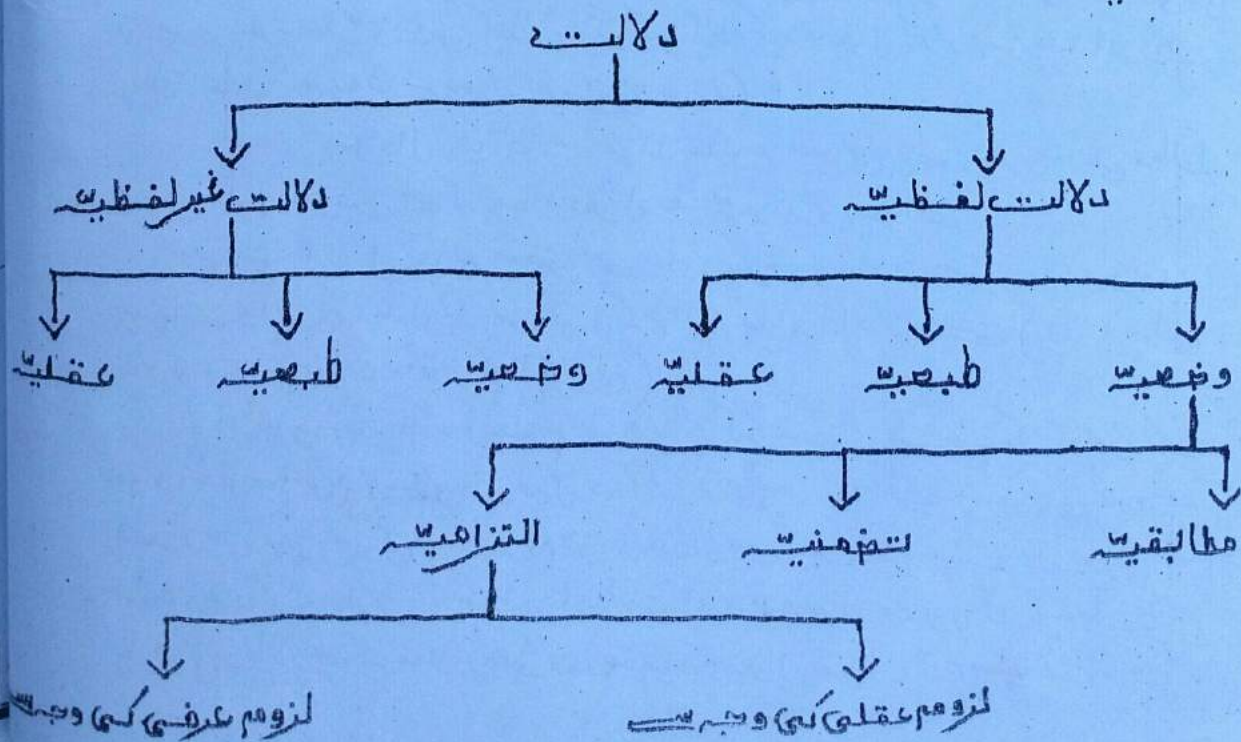 دلالت
دلالت لفظیہ دلالت غیر لفظیہ
وضعیہ طبعیہ عقلیہ وضعیہ طبعیہ عقلیہ
مطابقیہ تضمنیہ التزامیہ
لزوم عقلی کی وجہ سے لزوم عرفی کی وجہ سے